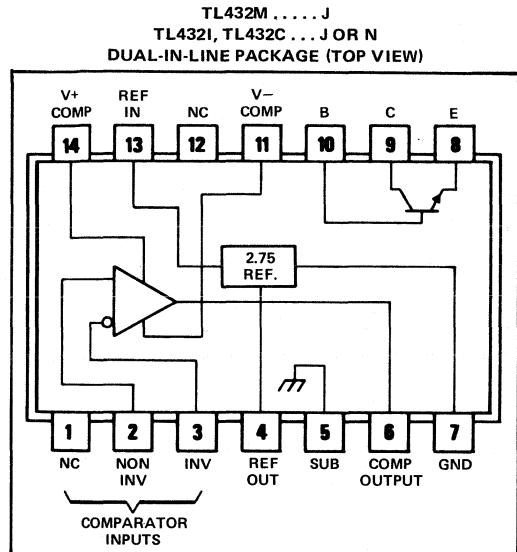 TL432M . . . . . J
TL432I, TL432C . . . J OR N
DUAL-IN-LINE PACKAGE (TOP VIEW)
V+ COMP
REF IN
NC
V− COMP
B
C
E
14
13
12
11
10
9
8
2.75
REF.
1
2
3
4
5
6
7
NC
NON INV
INV
REF OUT
SUB
COMP OUTPUT
GND
COMPARATOR
INPUTS